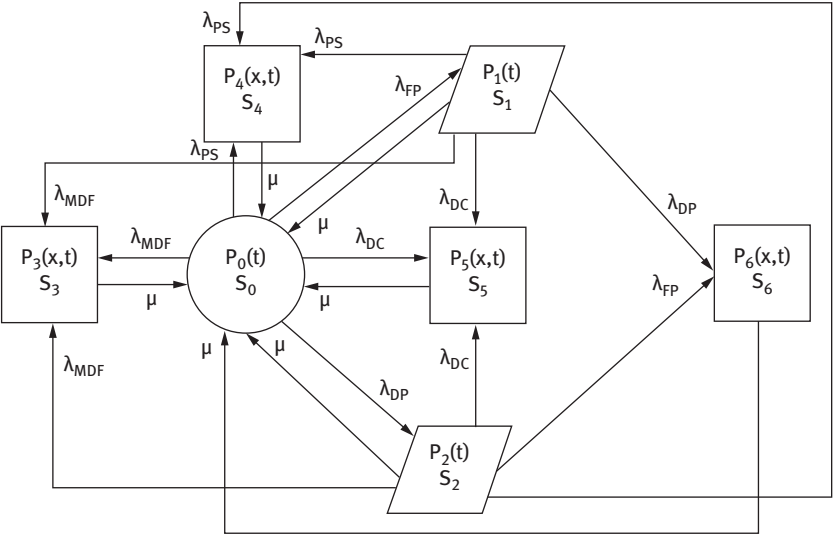 λPS
λPS
P4(x,t)
S4
P1(t)
S1
λFP
λPS
μ
λMDF
λDC
μ
λDP
P3(x,t)
S3
λMDF
P0(t)
S0
λDC
P5(x,t)
S5
P6(x,t)
S6
μ
μ
λFP
μ
μ
λMDF
λDC
λDP
P2(t)
S2